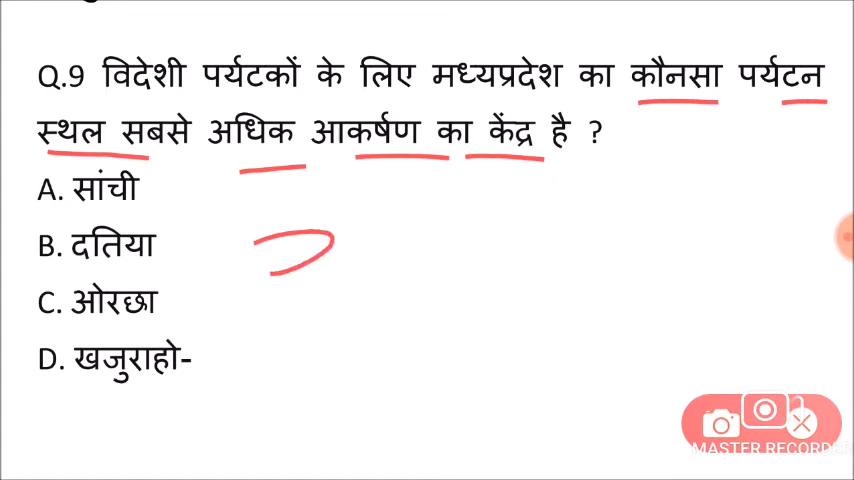 Q.9 विदेशी पर्यटकों के लिए मध्यप्रदेश का कौनसा पर्यटन
स्थल सबसे अधिक आकर्षण का केंद्र है ?
A. सांची
B. दतिया
C. ओरछा
D. खजुराहो-
MASTER RECORDER